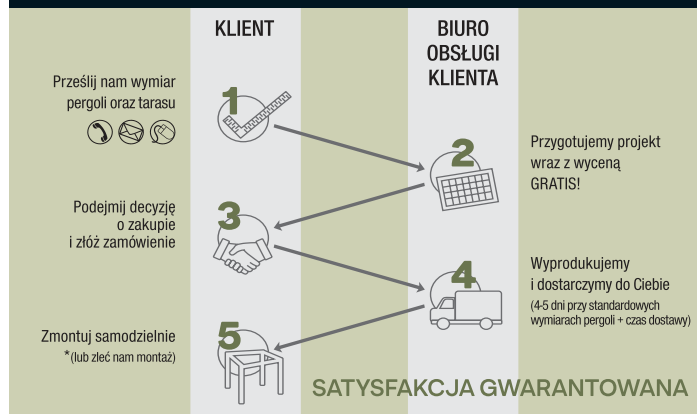 KLIENT
BIURO
OBSŁUGI
KLIENTA
Prześlij nam wymiar
pergoli oraz tarasu
1
2
Przygotujemy projekt
wraz z wyceną
GRATIS!
Podejmij decyzję
o zakupie
i złóż zamówienie
3
4
Wyprodukujemy
i dostarczymy do Ciebie
(4-5 dni przy standardowych
wymiarach pergoli + czas dostawy)
Zmontuj samodzielnie
*(lub zleć nam montaż)
5
SATYSFAKCJA GWARANTOWANA